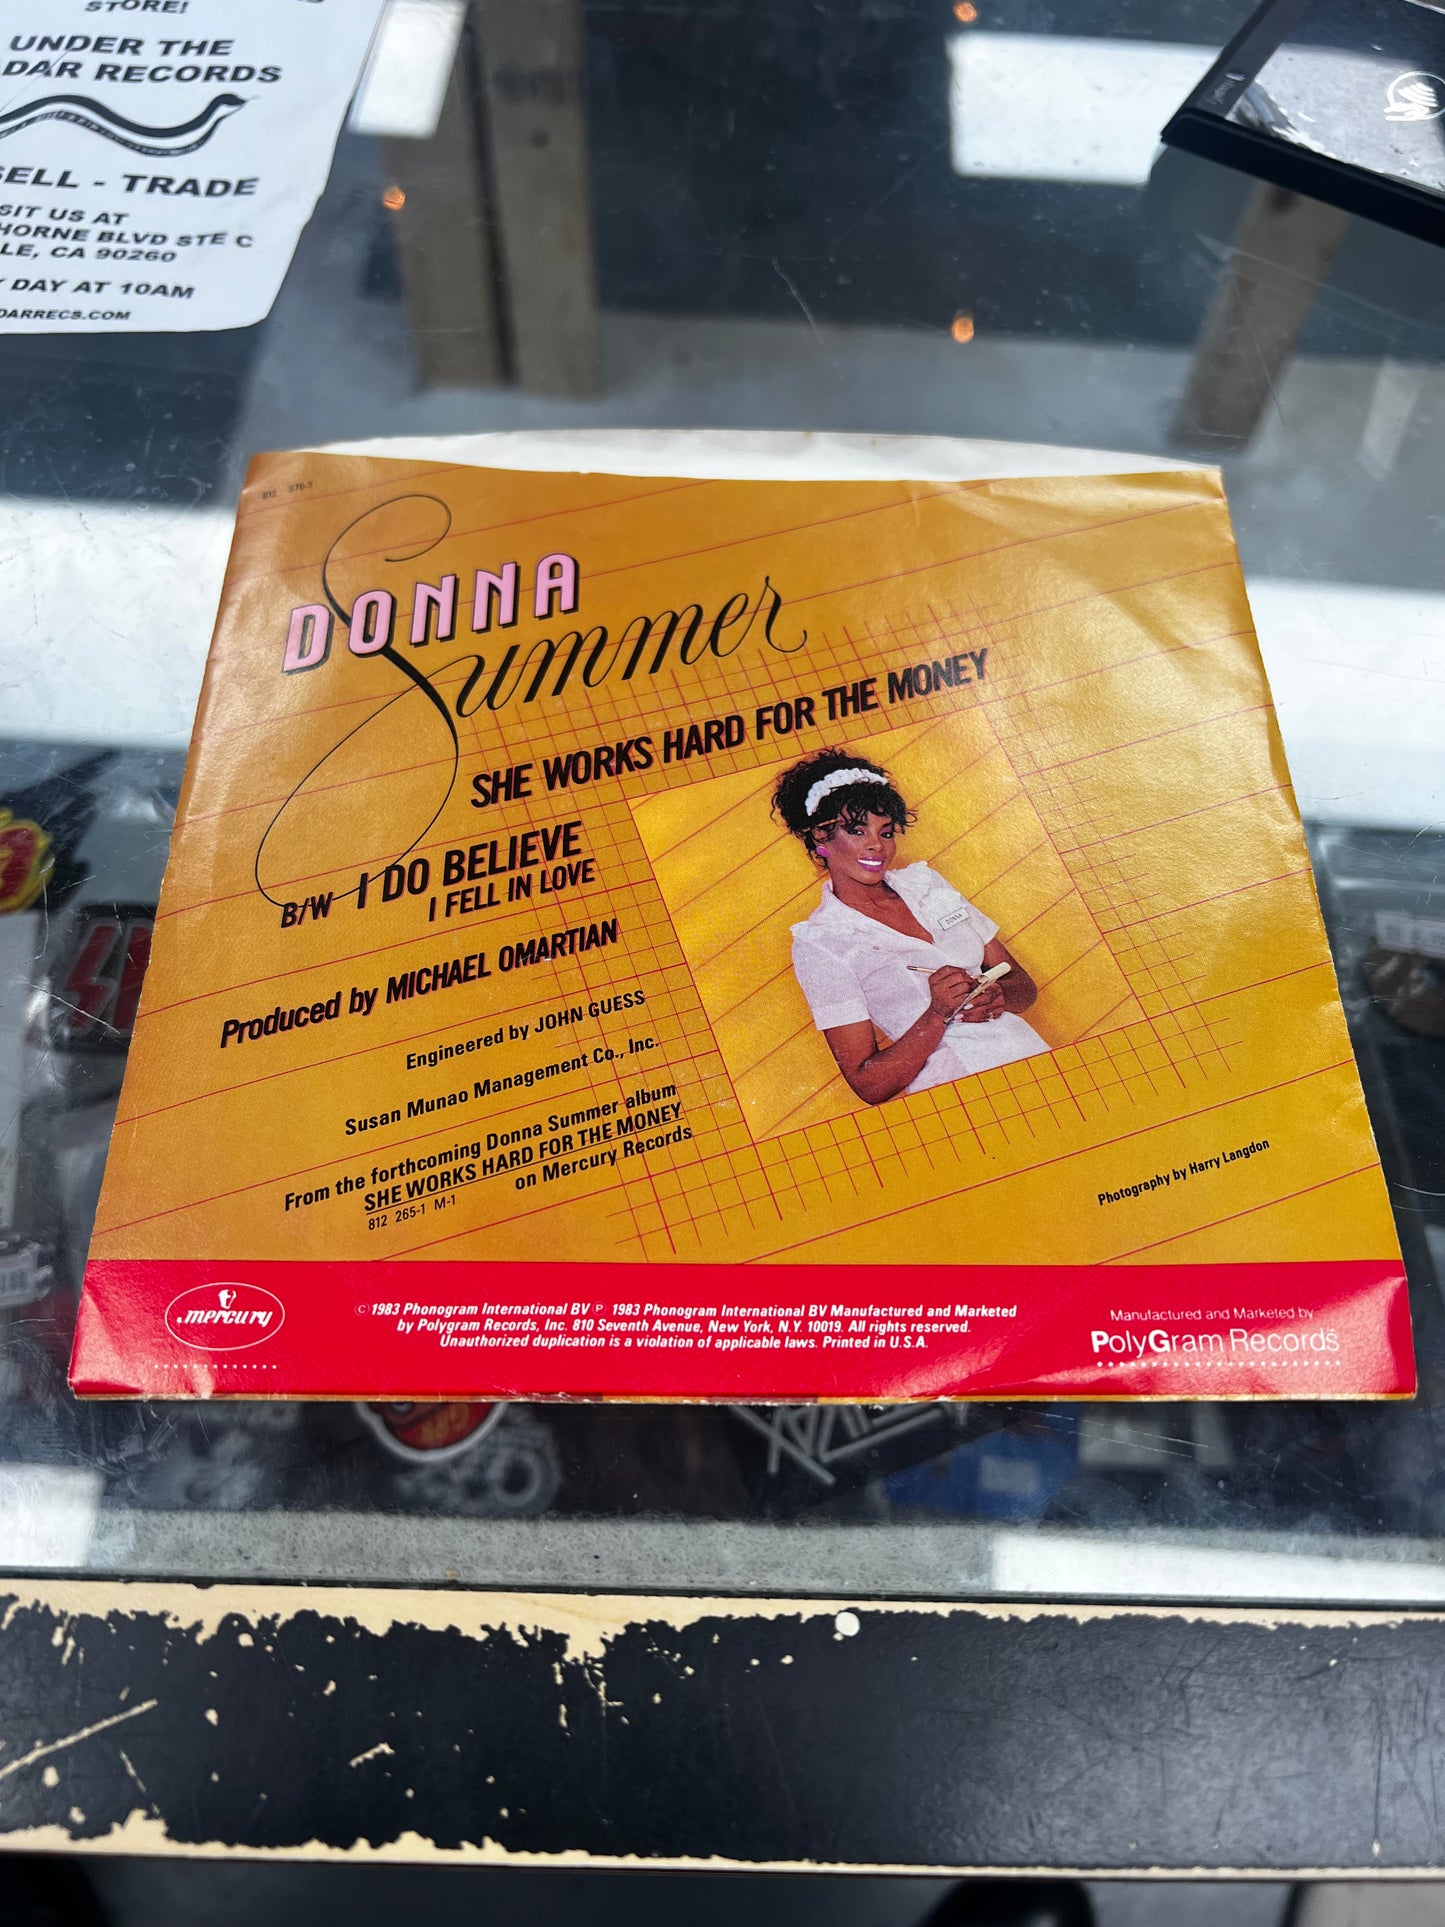 STORE!
UNDER THE
DAR RECORDS
SELL - TRADE
SIT US AT
HORNE BLVD STE C
LE, CA 90260
Y DAY AT 10AM
DARRECS.COM
812 370-7
DONNA
Summer
SHE WORKS HARD FOR THE MONEY
B/W I DO BELIEVE
I FELL IN LOVE
Produced by MICHAEL OMARTIAN
Engineered by JOHN GUESS
Susan Munao Management Co., Inc.
From the forthcoming Donna Summer album
SHE WORKS HARD FOR THE MONEY
on Mercury Records
812 265-1 M-1
DONNA
Photography by Harry Langdon
mercury
© 1983 Phonogram International BV ℗ 1983 Phonogram International BV Manufactured and Marketed
by Polygram Records, Inc. 810 Seventh Avenue, New York, N.Y. 10019. All rights reserved.
Unauthorized duplication is a violation of applicable laws. Printed in U.S.A.
Manufactured and Marketed by
PolyGram Records